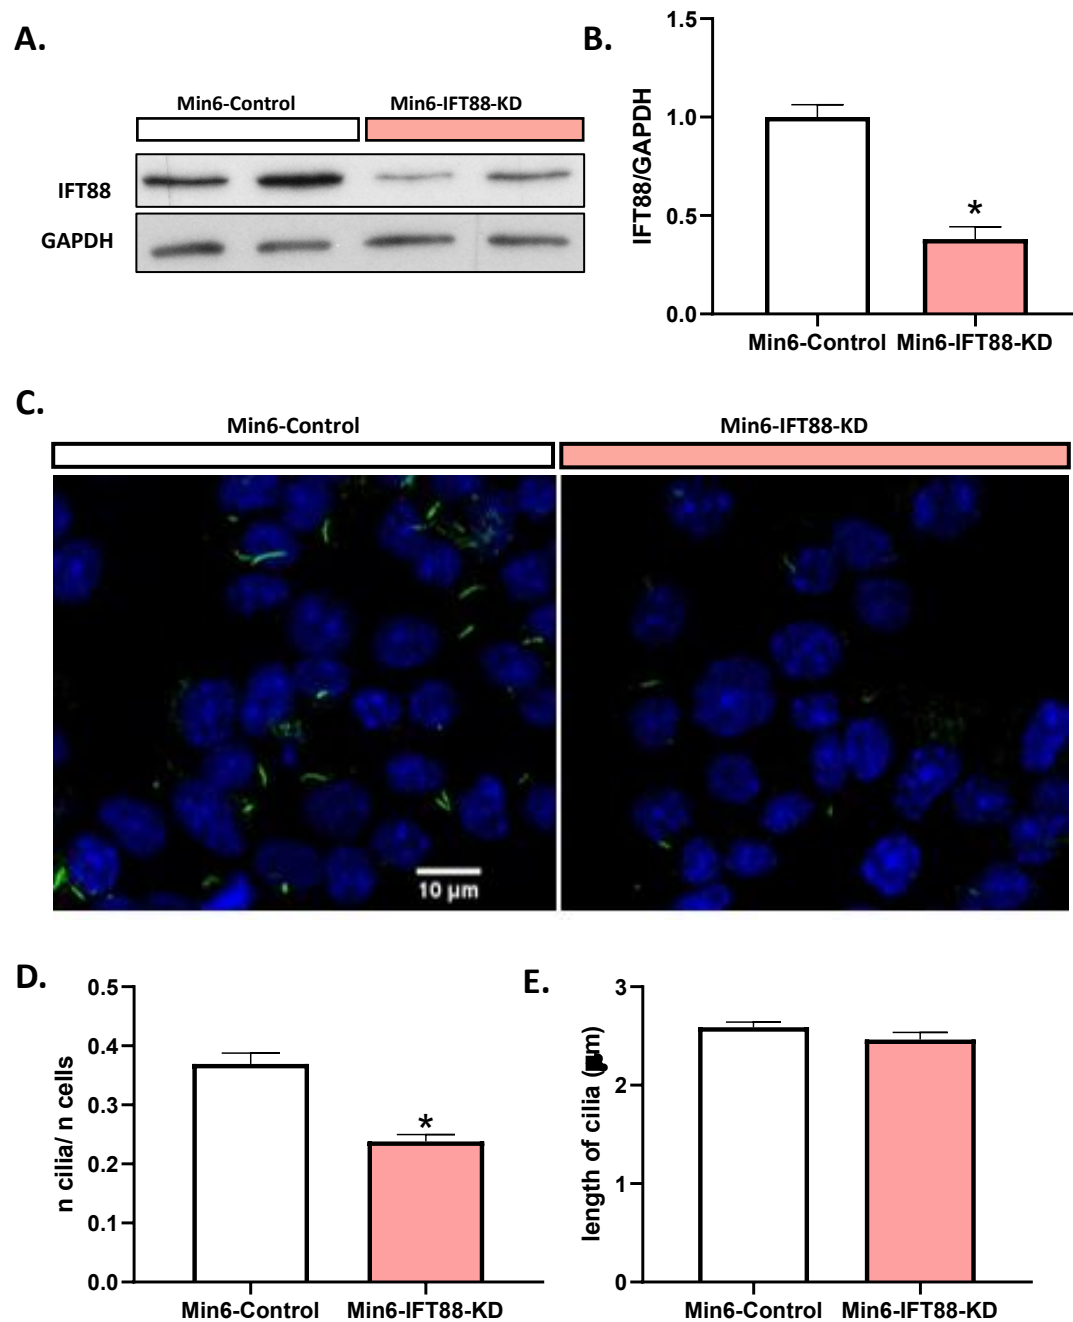 A.
Min6-Control Min6-IFT88-KD
IFT88
GAPDH
B.
IFT88/GAPDH
1.5
1.0
0.5
0.0
*
Min6-Control Min6-IFT88-KD
C.
Min6-Control Min6-IFT88-KD
10 µm
D.
n cilia/ n cells
0.5
0.4
0.3
0.2
0.1
0.0
*
Min6-Control Min6-IFT88-KD
E.
length of cilia (m)
3
2
1
0
Min6-Control Min6-IFT88-KD